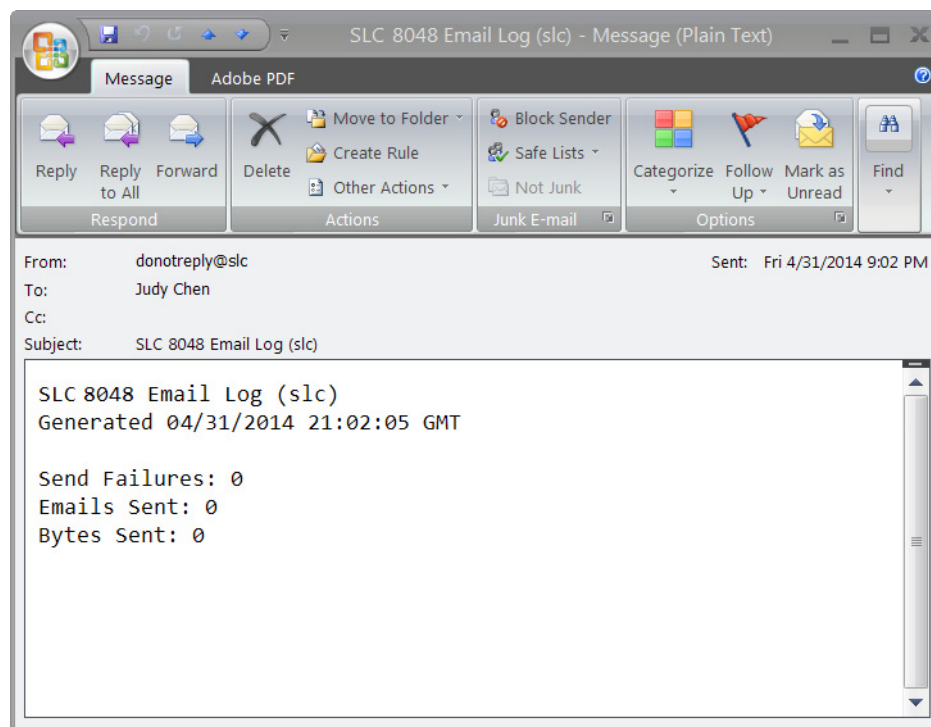 SLC 8048 Email Log (slc) - Message (Plain Text)
Message Adobe PDF
Reply
Reply to All
Forward
Respond
Delete
Move to Folder
Create Rule
Other Actions
Actions
Block Sender
Safe Lists
Not Junk
Junk E-mail
Categorize
Follow Up
Mark as Unread
Options
Find
From: donotreply@slc Sent: Fri 4/31/2014 9:02 PM
To: Judy Chen
Cc:
Subject: SLC 8048 Email Log (slc)
SLC 8048 Email Log (slc)
Generated 04/31/2014 21:02:05 GMT
Send Failures: 0
Emails Sent: 0
Bytes Sent: 0